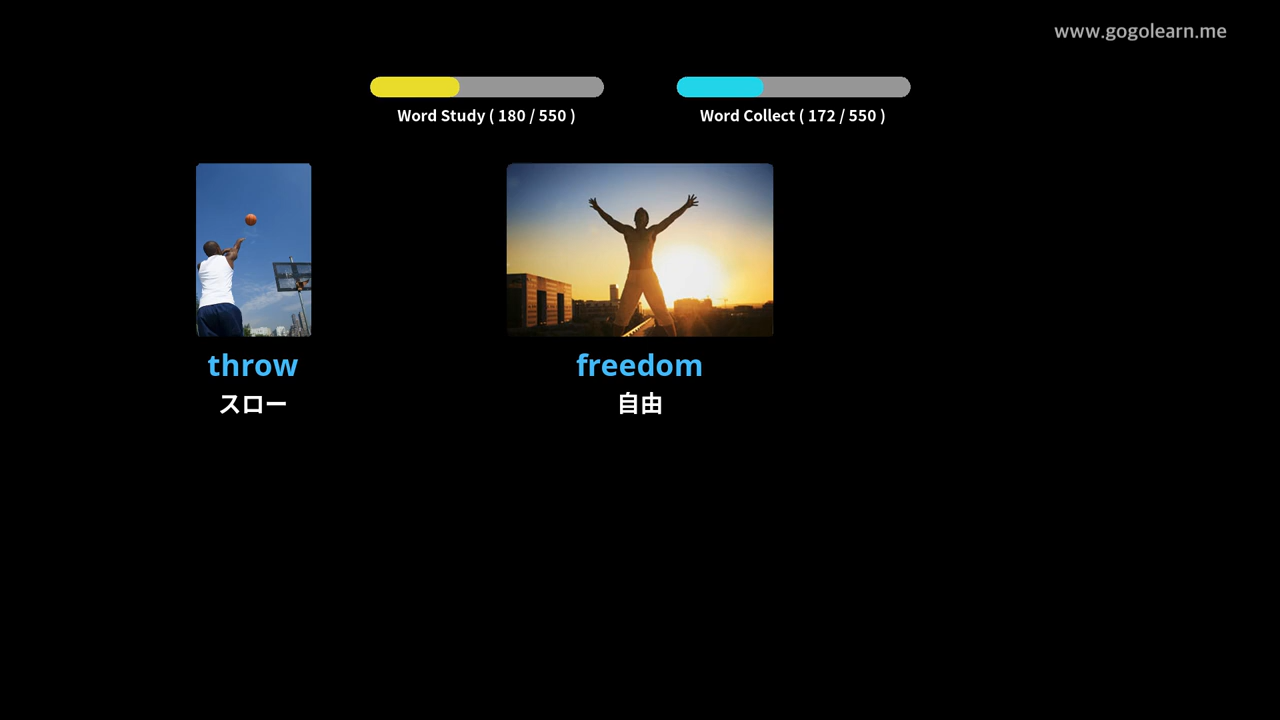 www.gogolearn.me
Word Study ( 180 / 550 )
Word Collect ( 172 / 550 )
throw
スロー
freedom
自由